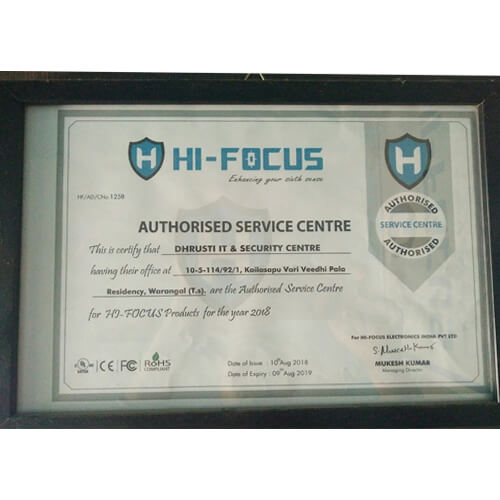 H HI-FOCUS
Enhancing your sixth sense
H
HF/AD/CNo. 1258
AUTHORISED
SERVICE CENTRE
AUTHORISED
AUTHORISED SERVICE CENTRE
This is certify that DHRUSTI IT & SECURITY CENTRE
having their office at 10-5-114/92/1, Kailasapu Vari Veedhi Pala
Residency, Warangal (T.s). are the Authorised Service Centre
for HI-FOCUS Products for the year 2018
For HI-FOCUS ELECTRONICS INDIA PVT LTD
MUKESH KUMAR
Managing Director
UL CE FC RoHS
COMPLIANT
Date of Issue : 10th Aug 2018
Date of Expiry : 09th Aug 2019